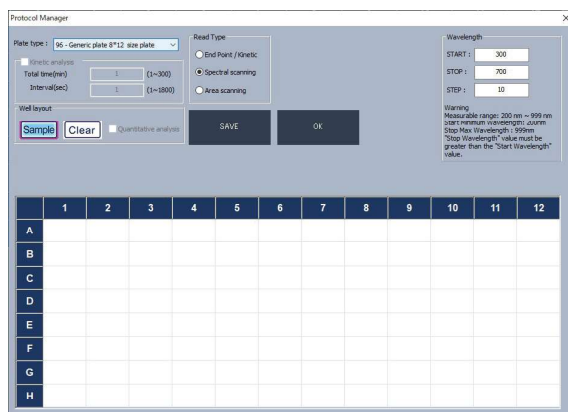 Protocol Manager
Plate type : 96 - Generic plate 8*12 size plate
Kinetic analysis
Total time(min) 1 (1~300)
Interval(sec) 1 (1~1800)
Well layout
Sample Clear Quantitative analysis
Read Type
End Point / Kinetic
Spectral scanning
Area scanning
SAVE OK
Wavelength
START : 300
STOP : 700
STEP : 10
Warning
Measurable range: 200 nm ~ 999 nm
Start Minimum Wavelength: 200nm
Stop Max Wavelength : 999nm
"Stop Wavelength" value must be
greater than the "Start Wavelength"
value.
1 2 3 4 5 6 7 8 9 10 11 12
A
B
C
D
E
F
G
H